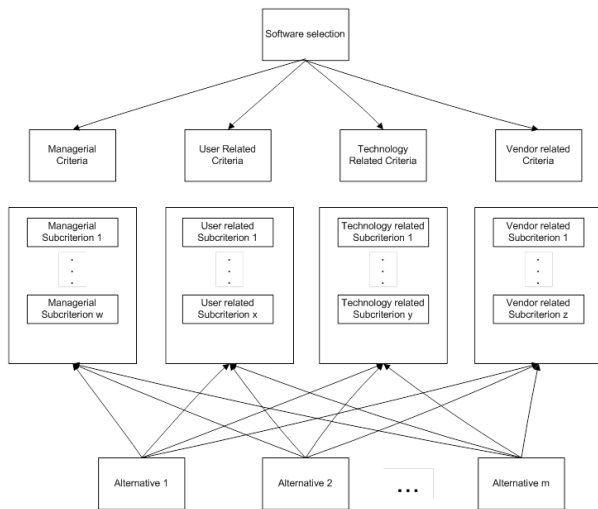 Software selection
Managerial
Criteria
User Related
Criteria
Technology
Related Criteria
Vendor related
Criteria
Managerial
Subcriterion 1
User related
Subcriterion 1
Technology related
Subcriterion 1
Vendor related
Subcriterion 1
.
.
.
.
.
.
.
.
.
.
.
.
Managerial
Subcriterion w
User related
Subcriterion x
Technology related
Subcriterion y
Vendor related
Subcriterion z
Alternative 1
Alternative 2
...
Alternative m